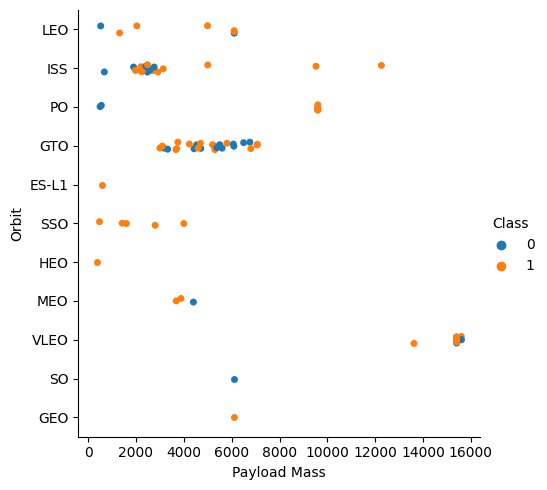 LEO
ISS
PO
GTO
ES-L1
SSO
HEO
MEO
VLEO
SO
GEO
Orbit
0 2000 4000 6000 8000 10000 12000 14000 16000
Payload Mass
Class
0
1